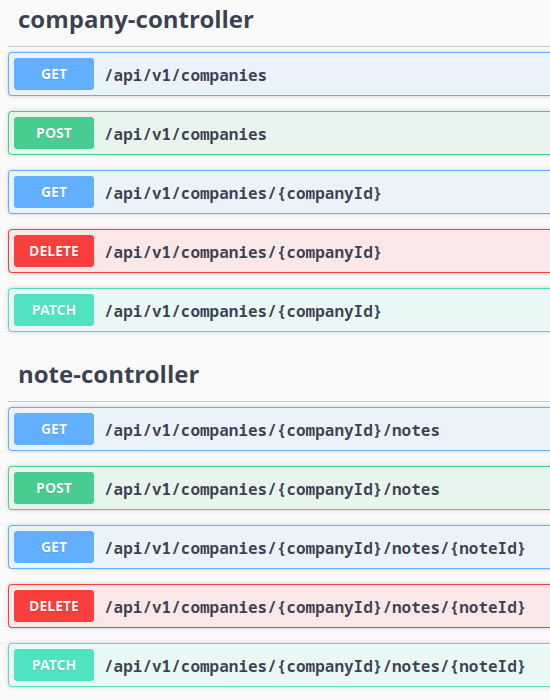 company-controller
GET /api/v1/companies
POST /api/v1/companies
GET /api/v1/companies/{companyId}
DELETE /api/v1/companies/{companyId}
PATCH /api/v1/companies/{companyId}
note-controller
GET /api/v1/companies/{companyId}/notes
POST /api/v1/companies/{companyId}/notes
GET /api/v1/companies/{companyId}/notes/{noteId}
DELETE /api/v1/companies/{companyId}/notes/{noteId}
PATCH /api/v1/companies/{companyId}/notes/{noteId}